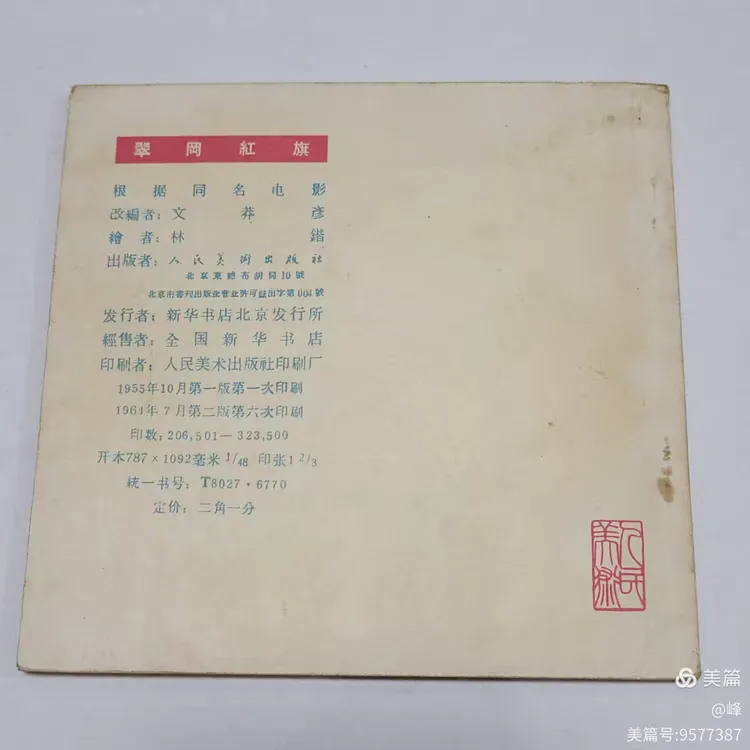 翠岡紅旗
根据同名电影
改編者：文莽彥
繪者：林鍇
出版者：人民美術出版社
北京東總布胡同10號
北京市書刊出版业营业許可証出字第004號
发行者：新华书店北京发行所
經售者：全国新华书店
印刷者：人民美术出版社印刷厂
1955年10月第一版第一次印刷
1964年7月第二版第六次印刷
印数：206,501—323,500
开本787×1092毫米 1/48 印张1 2/3
統一书号：T8027·6770
定价：二角一分
人民美術
美篇
@峰
美篇号:9577387